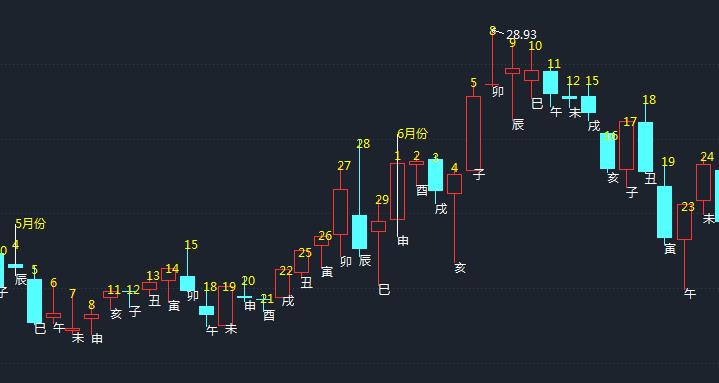 28.93
8
9
10
5
11
12
15
卯
巳
午
未
18
辰
戌
17
16
6月份
28
1
2
3
24
27
4
19
子
亥
子
丑
酉
29
戌
23
5月份
未
4
15
25
26
申
寅
辰
5
14
22
卯
辰
亥
寅
子
6
7
11
12
13
18
19
20
21
丑
巳
午
8
丑
寅
卯
申
戌
亥
子
酉
巳
午
未
申
午
未